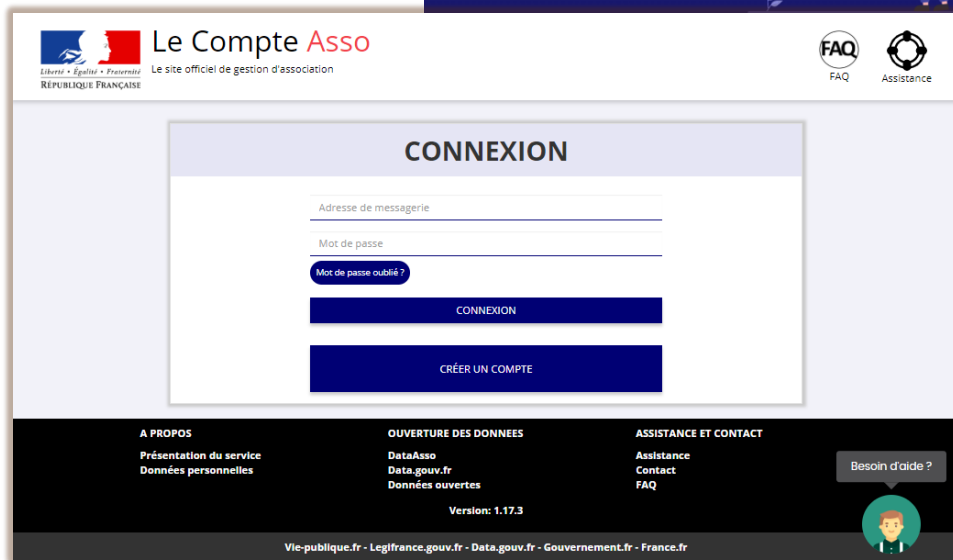 Le Compte Asso
Le site officiel de gestion d'association
Liberté • Égalité • Fraternité
RÉPUBLIQUE FRANÇAISE
FAQ
FAQ
Assistance
CONNEXION
Adresse de messagerie
Mot de passe
Mot de passe oublié ?
CONNEXION
CRÉER UN COMPTE
A PROPOS
Présentation du service
Données personnelles
OUVERTURE DES DONNEES
DataAsso
Data.gouv.fr
Données ouvertes
ASSISTANCE ET CONTACT
Assistance
Contact
FAQ
Besoin d'aide ?
Version: 1.17.3
Vie-publique.fr - Legifrance.gouv.fr - Data.gouv.fr - Gouvernement.fr - France.fr